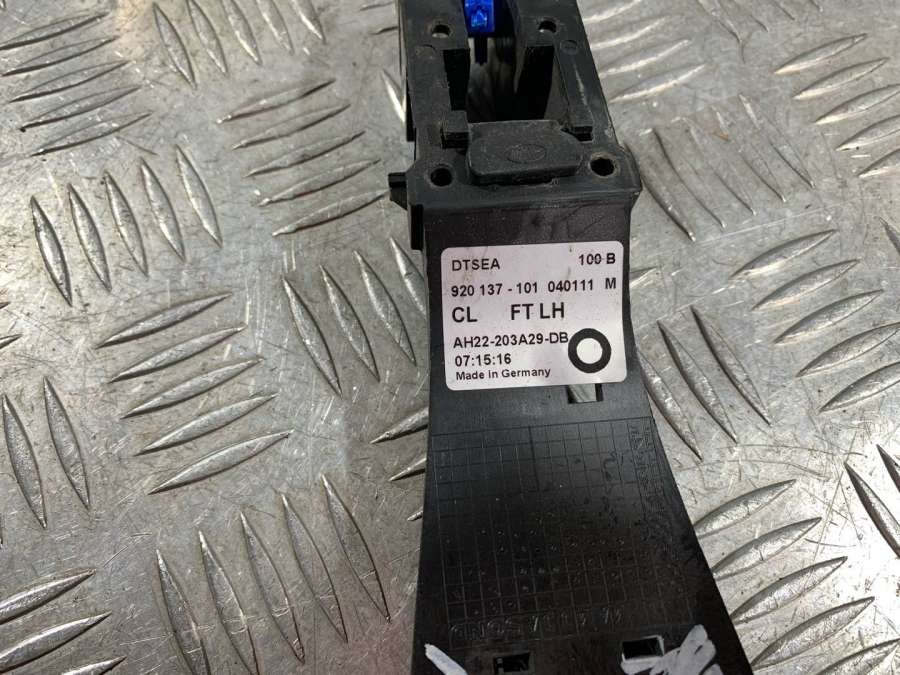 DTSEA 100 B
920 137 - 101 040111 M
CL FT LH
AH22-203A29-DB
07:15:16
Made in Germany